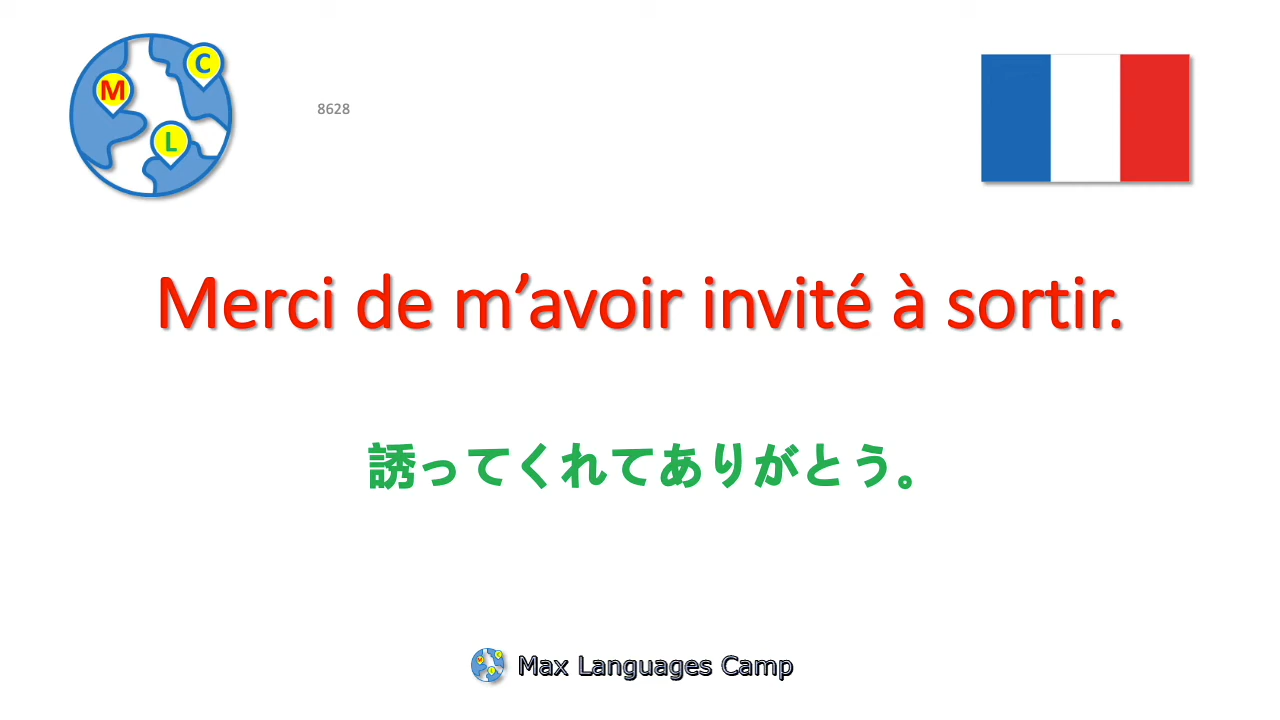 C
M
L
8628
Merci de m’avoir invité à sortir.
誘ってくれてありがとう。
Max Languages Camp